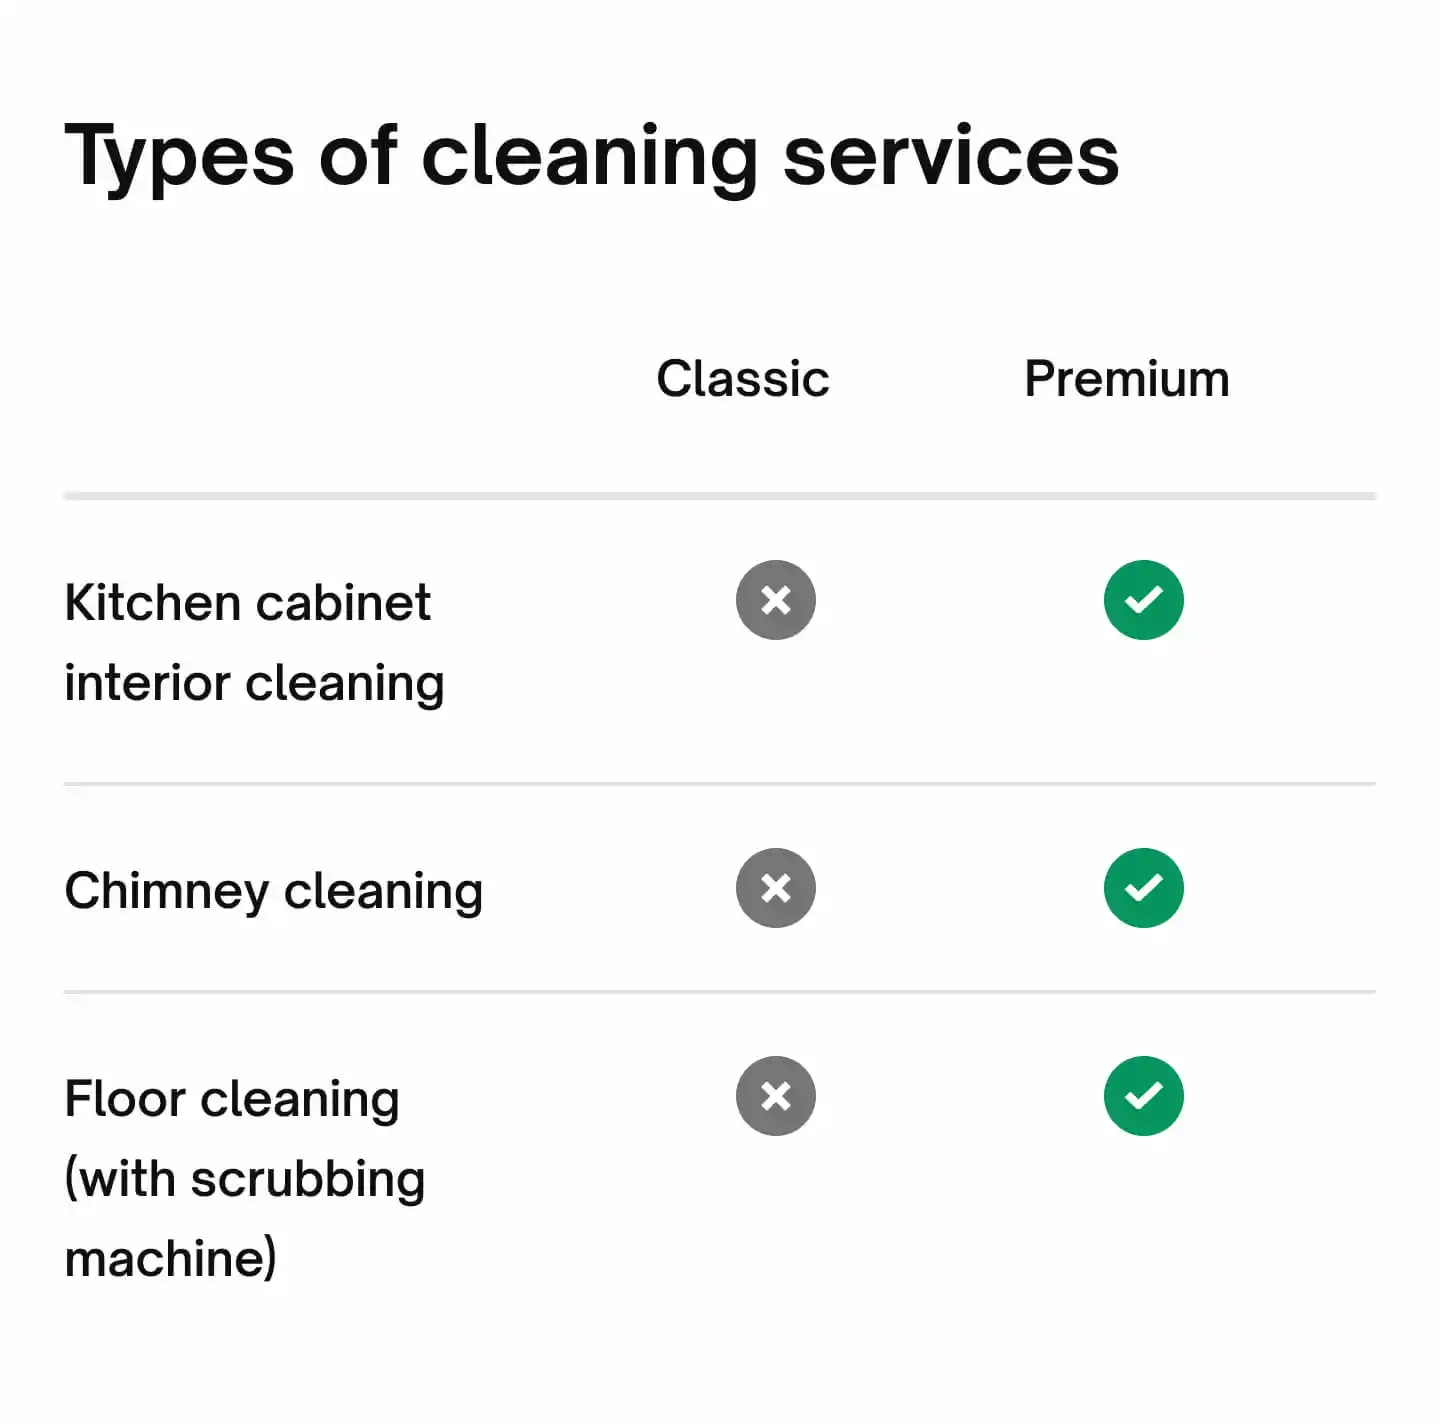 Types of cleaning services
Classic Premium
Kitchen cabinet
interior cleaning
Chimney cleaning
Floor cleaning
(with scrubbing
machine)